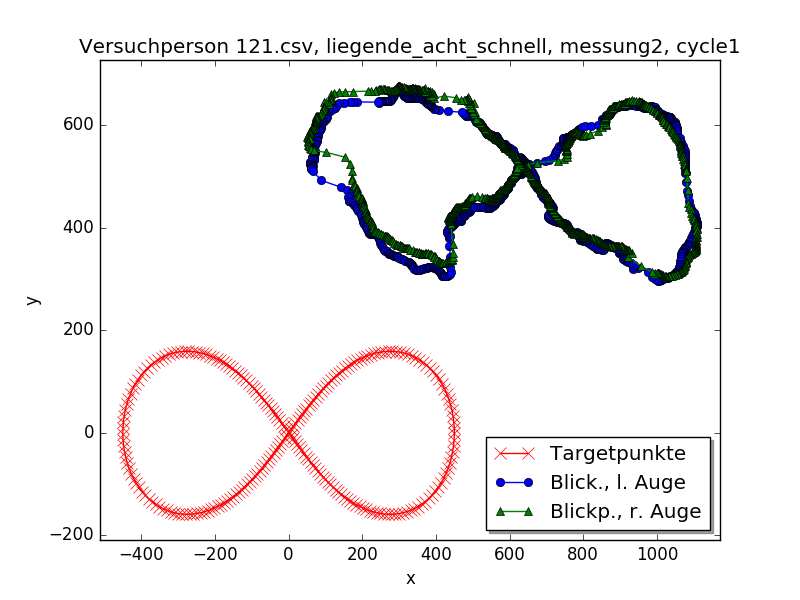 Versuchperson 121.csv, liegende_acht_schnell, messung2, cycle1
y
600
400
200
0
−200
−400
−200
0
200
400
600
800
1000
x
Targetpunkte
Blick., l. Auge
Blickp., r. Auge